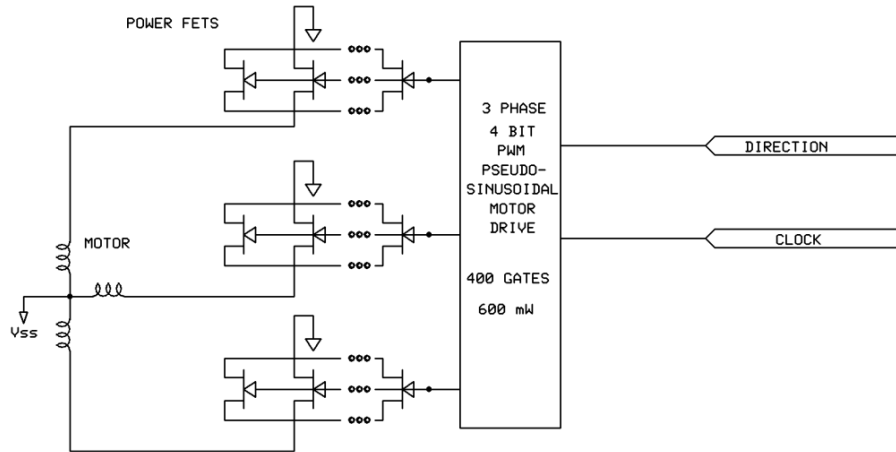 POWER FETS
3 PHASE
4 BIT
PWM
PSEUDO-
SINUSOIDAL
MOTOR
DRIVE
400 GATES
600 mW
DIRECTION
CLOCK
MOTOR
Vss